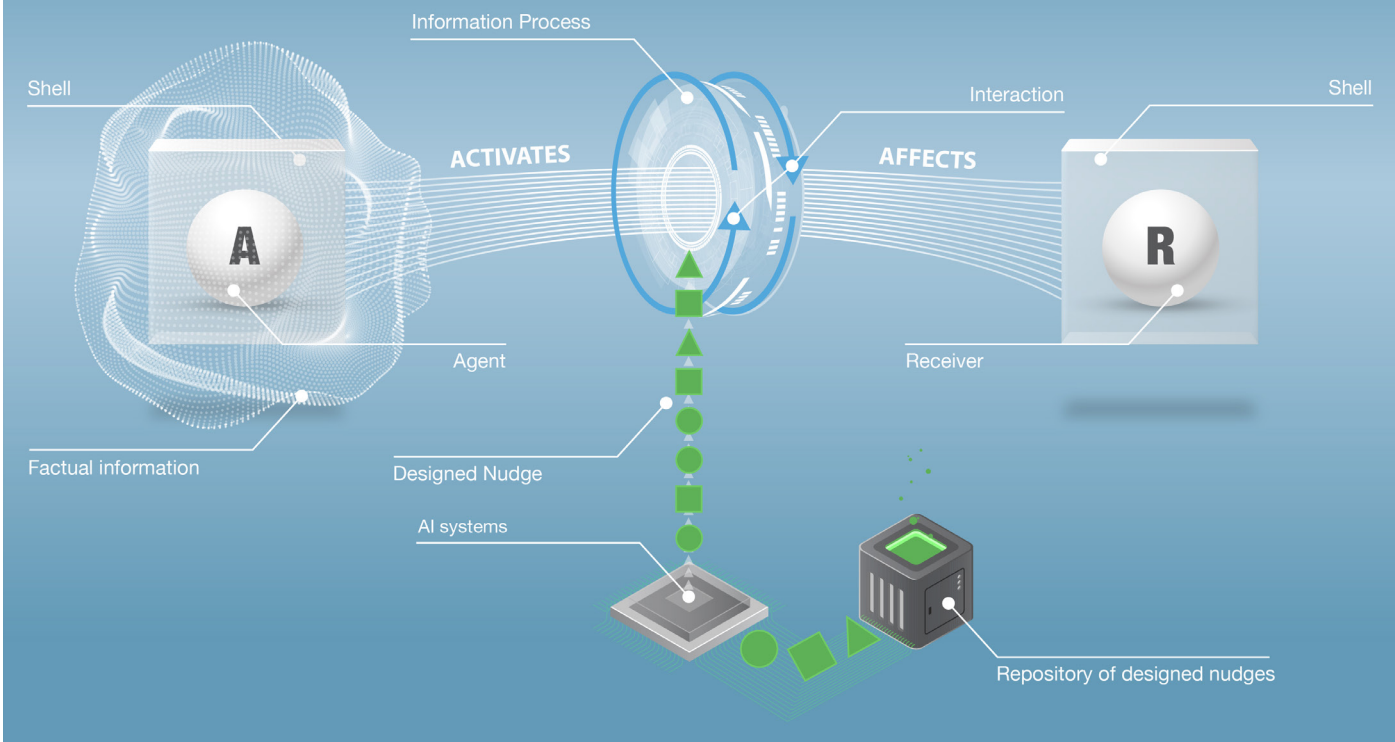 Information Process
Shell
Interaction
Shell
ACTIVATES
AFFECTS
A
R
Agent
Receiver
Factual information
Designed Nudge
AI systems
Repository of designed nudges